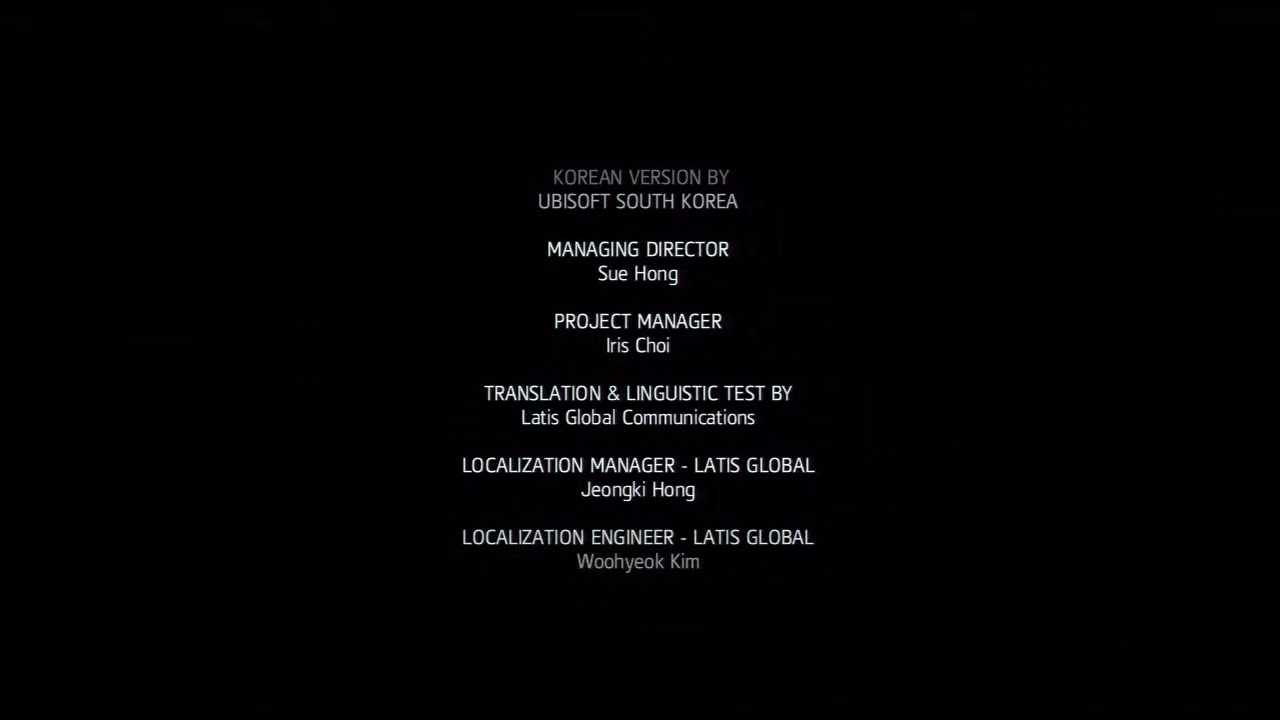 KOREAN VERSION BY
UBISOFT SOUTH KOREA
MANAGING DIRECTOR
Sue Hong
PROJECT MANAGER
Iris Choi
TRANSLATION & LINGUISTIC TEST BY
Latis Global Communications
LOCALIZATION MANAGER - LATIS GLOBAL
Jeongki Hong
LOCALIZATION ENGINEER - LATIS GLOBAL
Woohyeok Kim